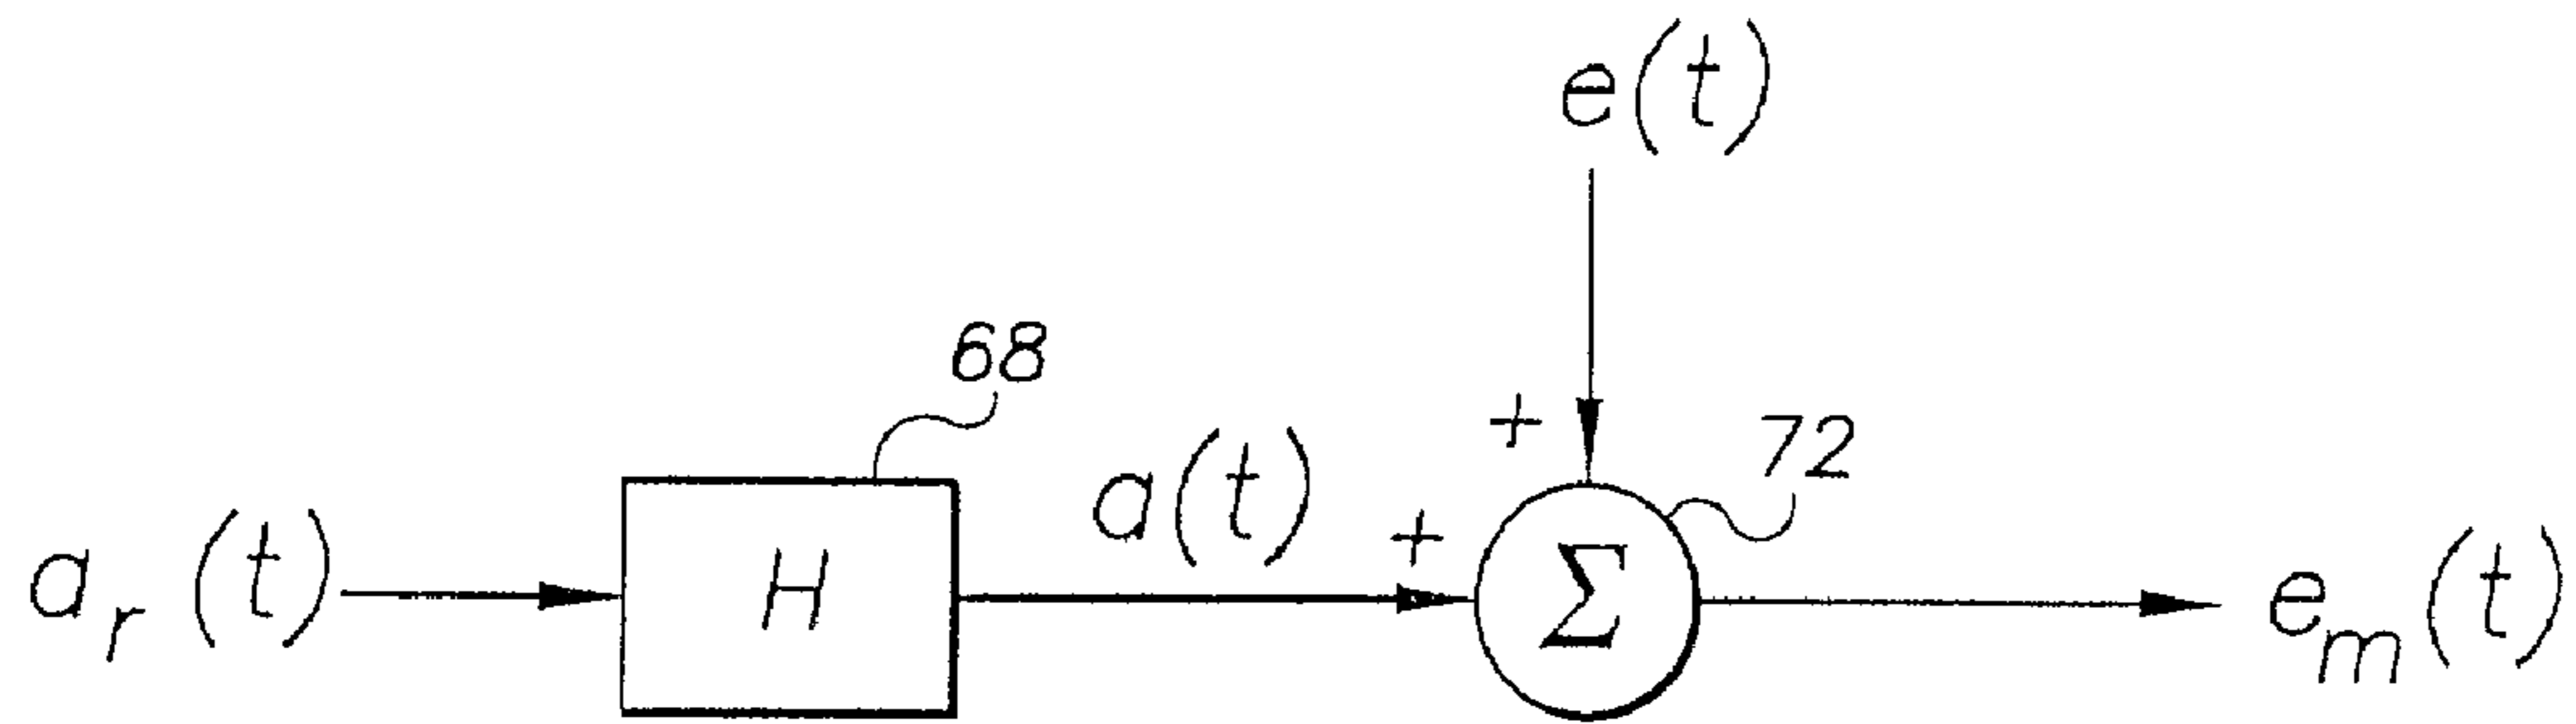 e(t)
68
+
72
a(t)
+
a_r(t)
H
Σ
e_m(t)